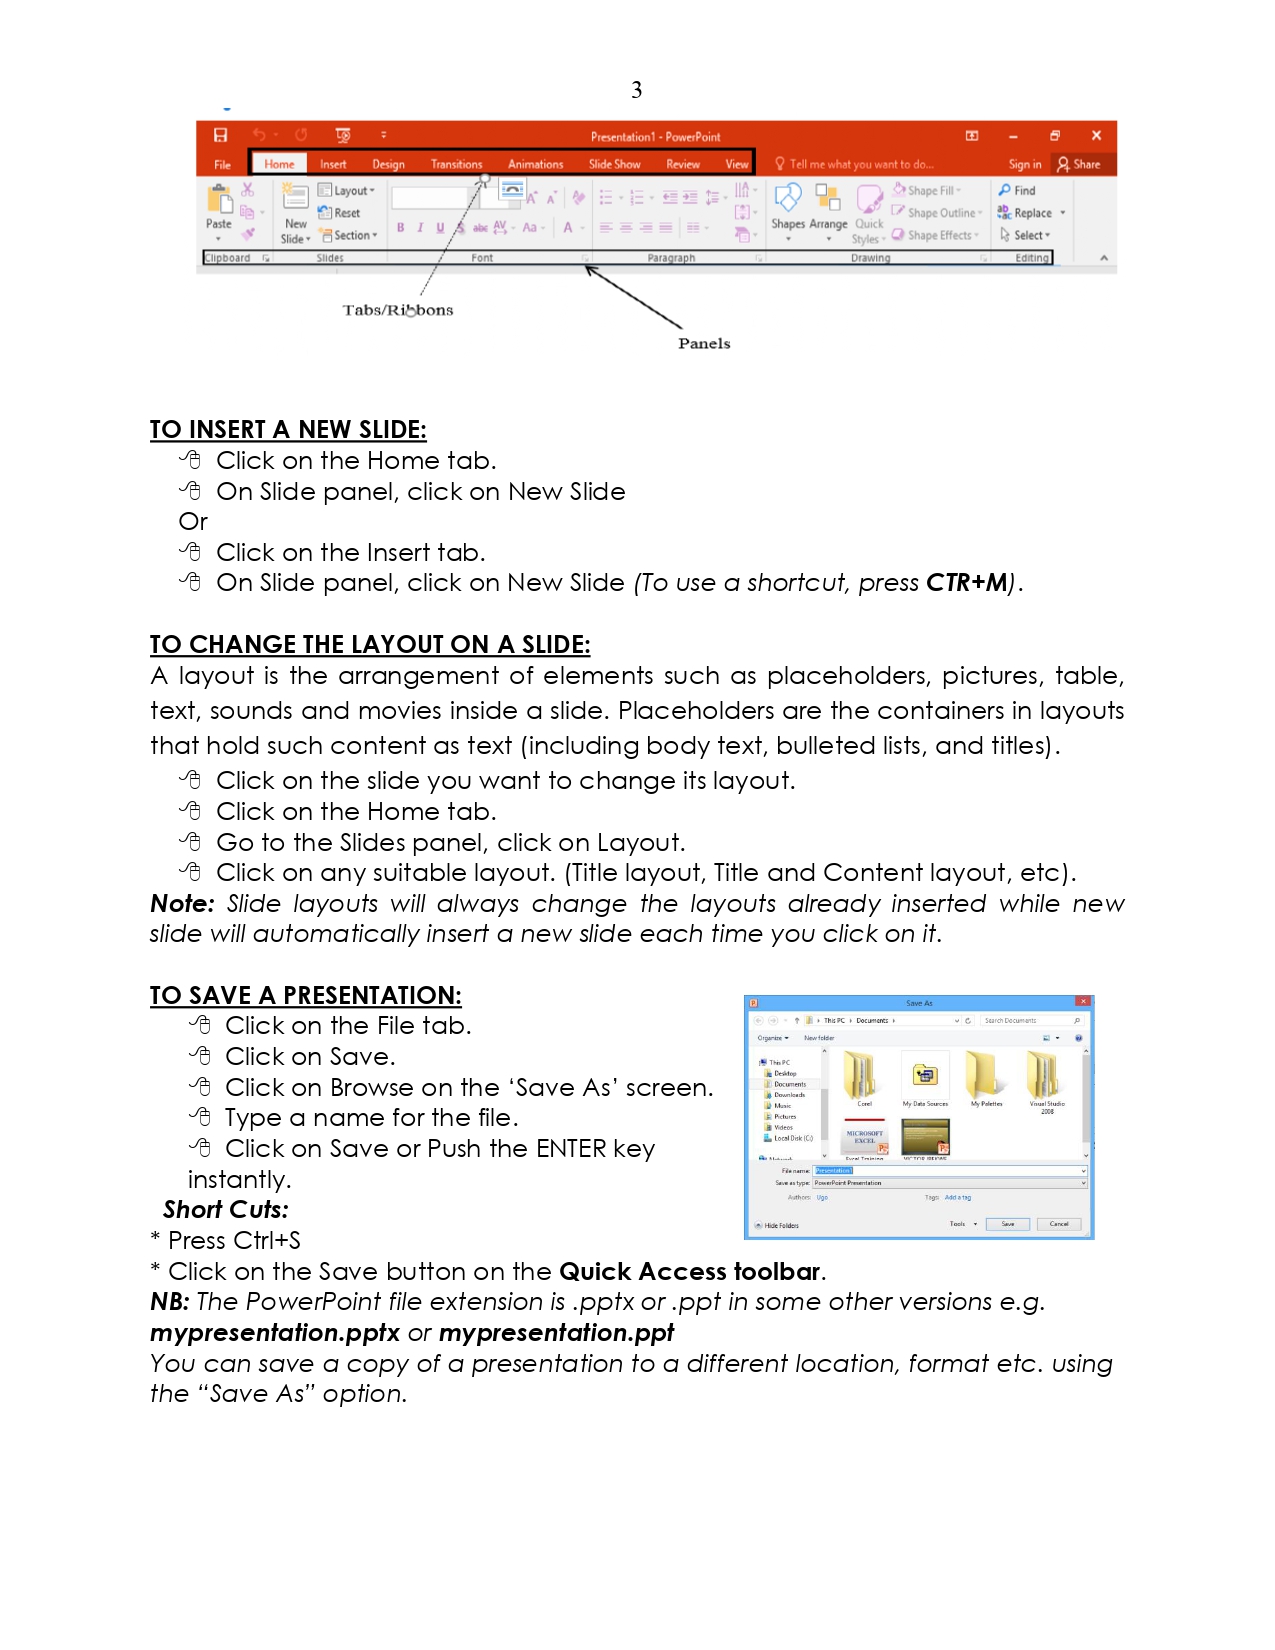 3
Presentation1 - PowerPoint
File Home Insert Design Transitions Animations Slide Show Review View Tell me what you want to do... Sign in Share
Paste New Slide Layout Reset Section
B I U S abc AV Aa A
Shapes Arrange Quick Styles Shape Fill Shape Outline Shape Effects
Find Replace Select
Clipboard Slides Font Paragraph Drawing Editing
Tabs/Ribbons
Panels
TO INSERT A NEW SLIDE:
Click on the Home tab.
On Slide panel, click on New Slide
Or
Click on the Insert tab.
On Slide panel, click on New Slide (To use a shortcut, press CTR+M).
TO CHANGE THE LAYOUT ON A SLIDE:
A layout is the arrangement of elements such as placeholders, pictures, table,
text, sounds and movies inside a slide. Placeholders are the containers in layouts
that hold such content as text (including body text, bulleted lists, and titles).
Click on the slide you want to change its layout.
Click on the Home tab.
Go to the Slides panel, click on Layout.
Click on any suitable layout. (Title layout, Title and Content layout, etc).
Note: Slide layouts will always change the layouts already inserted while new
slide will automatically insert a new slide each time you click on it.
TO SAVE A PRESENTATION:
Click on the File tab.
Click on Save.
Click on Browse on the ‘Save As’ screen.
Type a name for the file.
Click on Save or Push the ENTER key
instantly.
Save As
This PC Documents Search Documents
Organize New folder
This PC
Desktop
Documents
Downloads
Music
Pictures
Videos
Local Disk (C:)
Network
Corel My Data Sources My Palettes Visual Studio
2008
MICROSOFT
EXCEL
Excel Training
File name: Presentation1
Save as type: PowerPoint Presentation
Authors: Ugo Tags: Add a tag
Hide Folders Tools Save Cancel
Short Cuts:
* Press Ctrl+S
* Click on the Save button on the Quick Access toolbar.
NB: The PowerPoint file extension is .pptx or .ppt in some other versions e.g.
mypresentation.pptx or mypresentation.ppt
You can save a copy of a presentation to a different location, format etc. using
the “Save As” option.